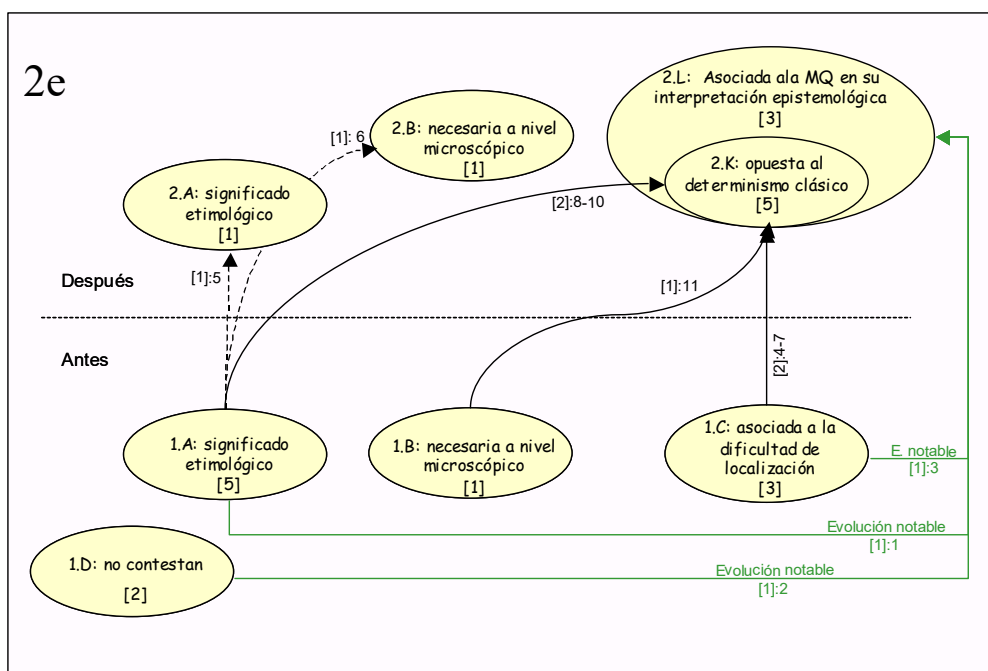 2e
2.L: Asociada ala MQ en su
interpretación epistemológica
[3]
2.K: opuesta al
determinismo clásico
[5]
2.B: necesaria a nivel
microscópico
[1]
[1]: 6
2.A: significado
etimológico
[1]
[2]:8-10
[1]:5
[1]:11
Después
Antes
[2]:4-7
1.A: significado
etimológico
[5]
1.B: necesaria a nivel
microscópico
[1]
1.C: asociada a la
dificultad de
localización
[3]
E. notable
[1]:3
Evolución notable
[1]:1
1.D: no contestan
[2]
Evolución notable
[1]:2